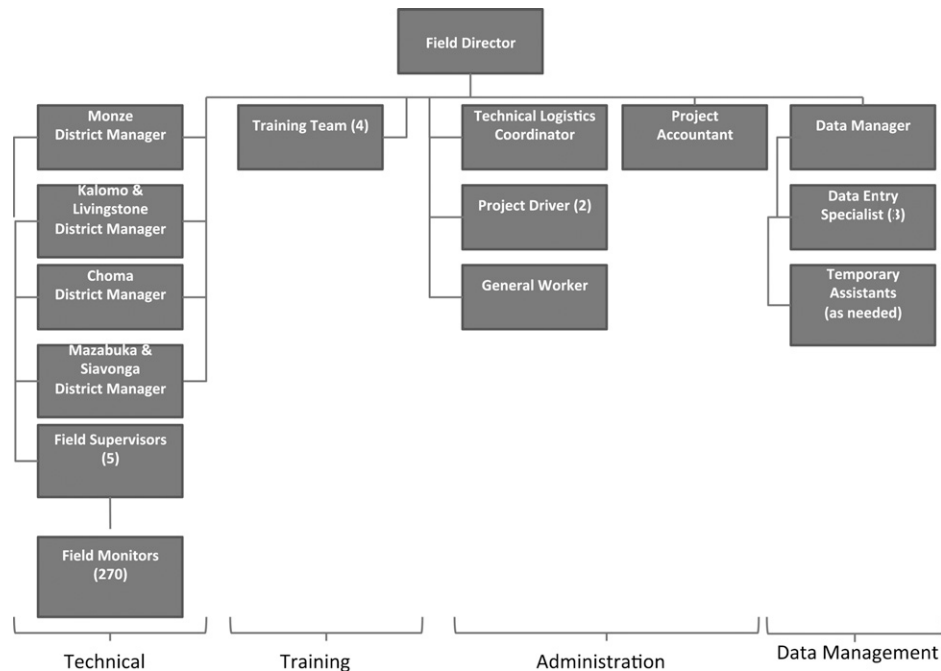 Field Director
Monze
District Manager
Training Team (4)
Technical Logistics
Coordinator
Project
Accountant
Data Manager
Kalomo &
Livingstone
District Manager
Project Driver (2)
Data Entry
Specialist (3)
Choma
District Manager
General Worker
Temporary
Assistants
(as needed)
Mazabuka &
Siavonga
District Manager
Field Supervisors
(5)
Field Monitors
(270)
Technical
Training
Administration
Data Management